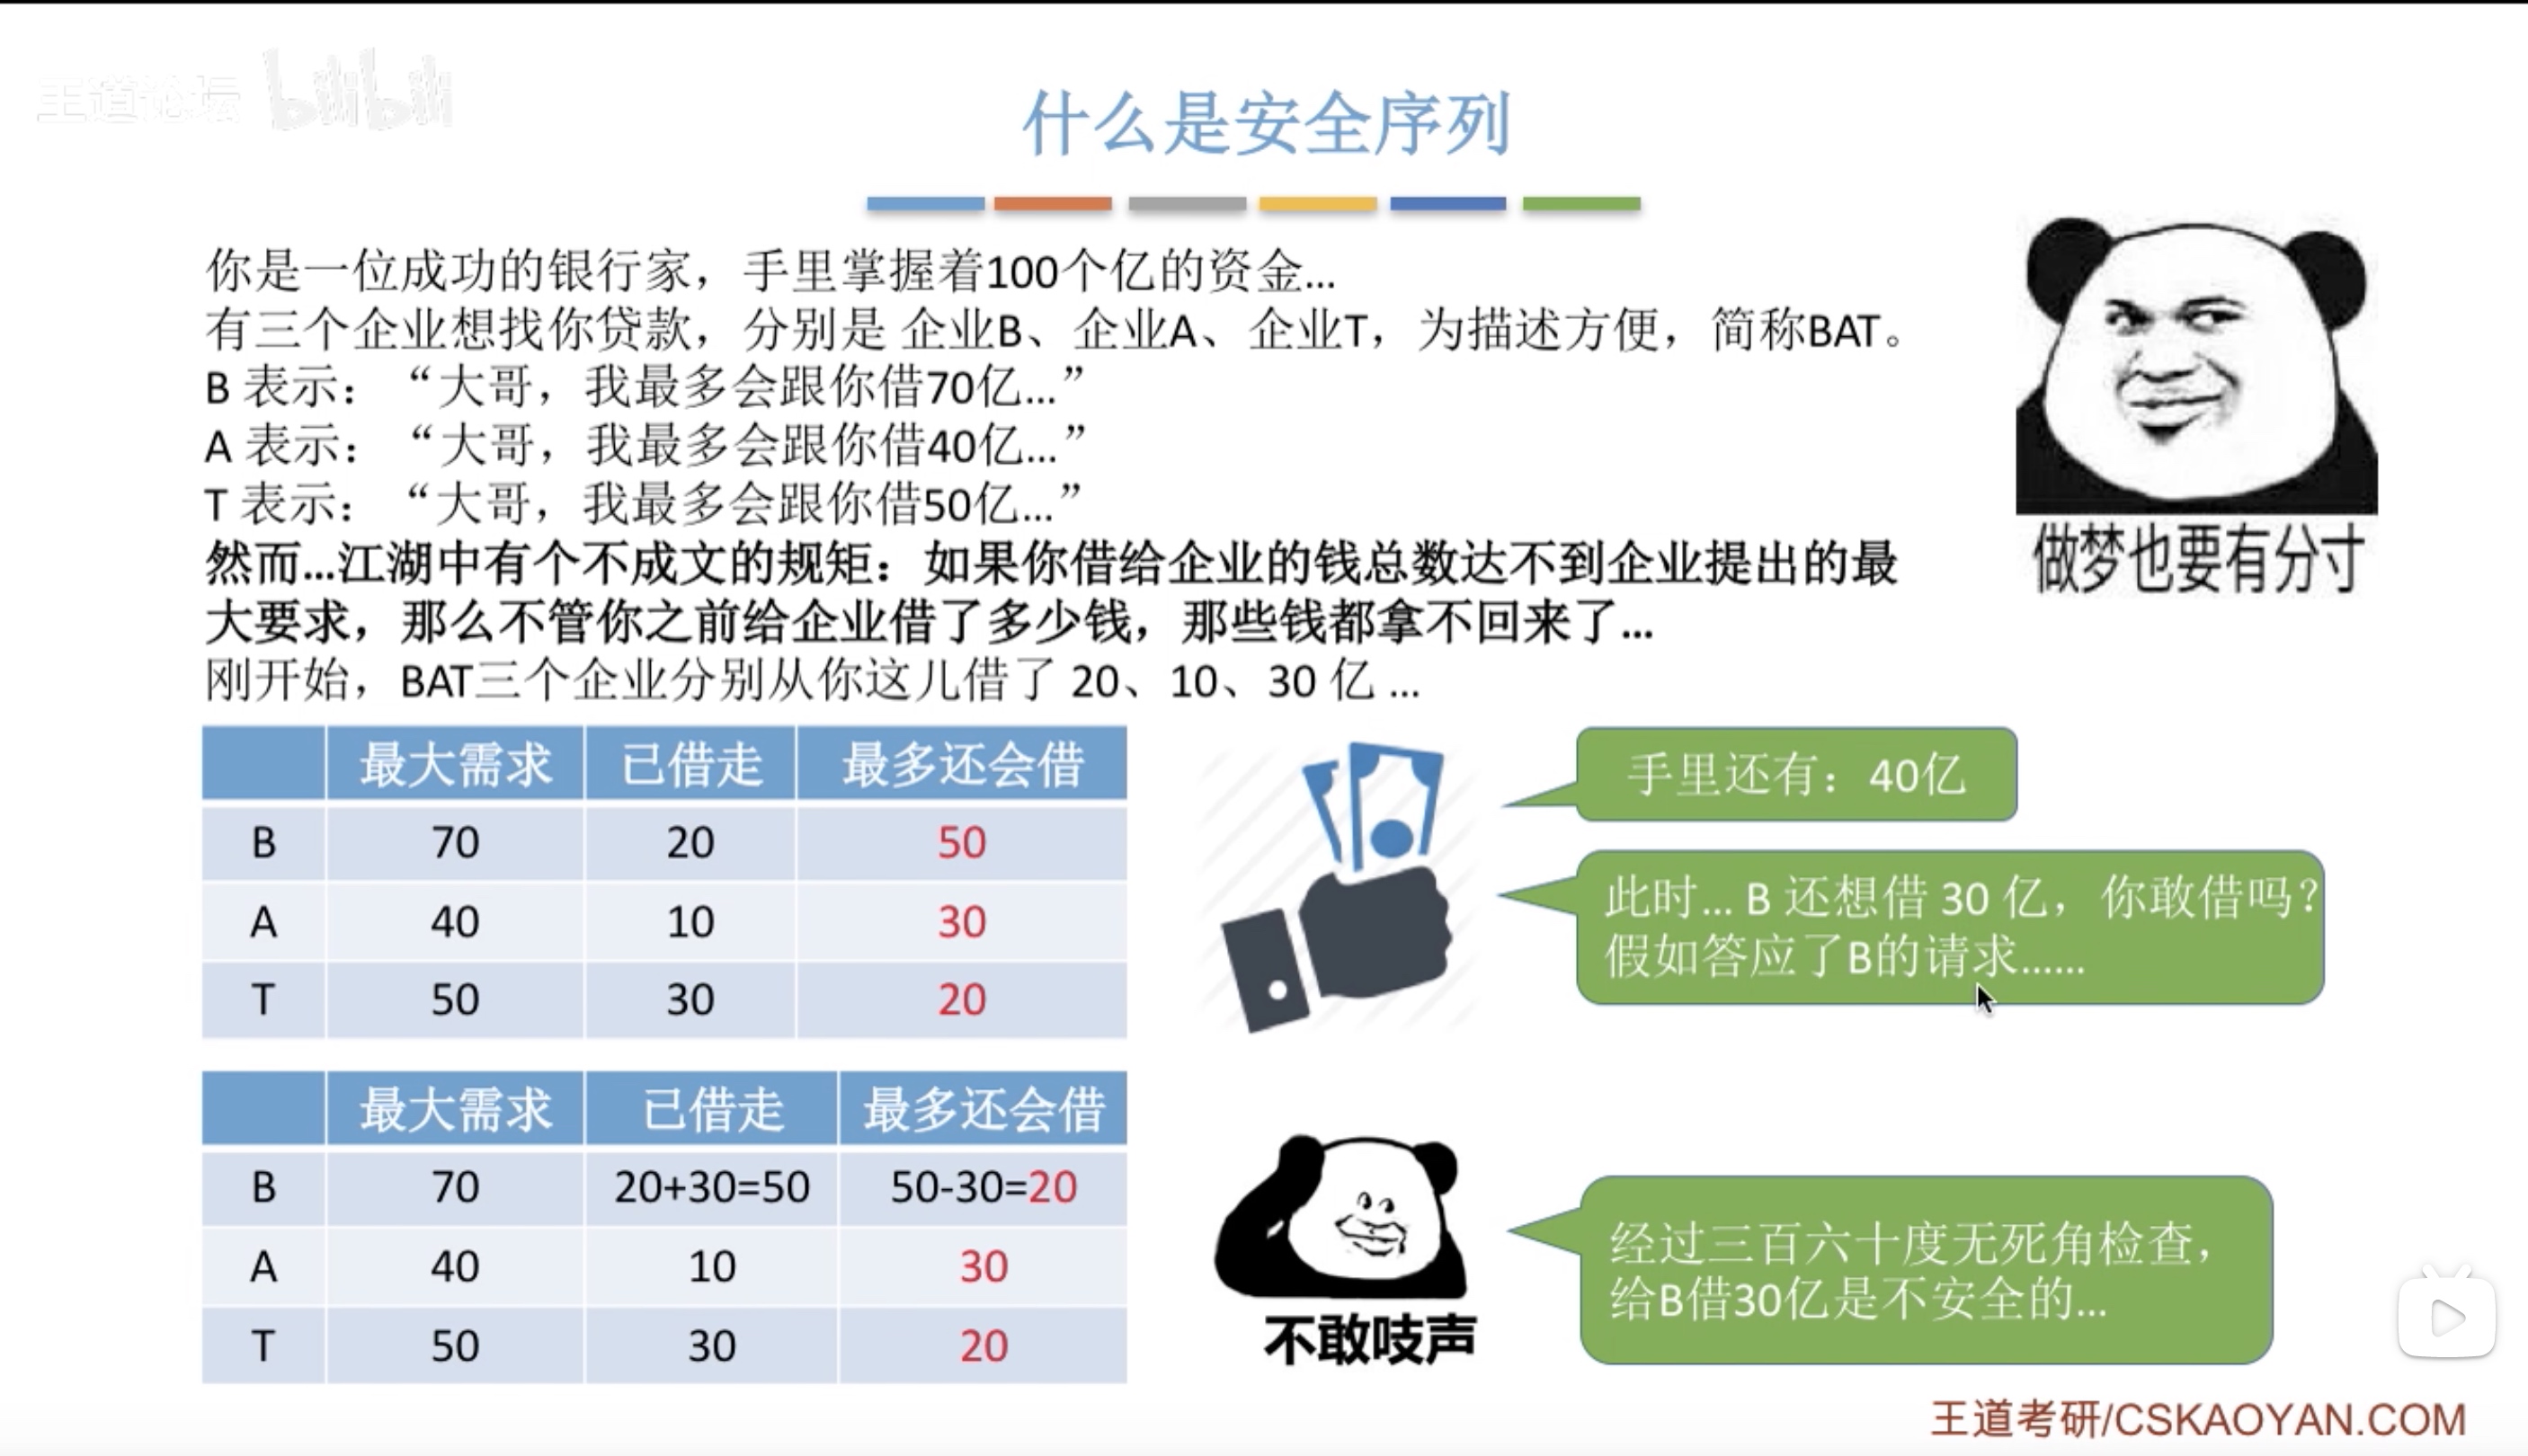 王道论坛 bilibili
什么是安全序列
你是一位成功的银行家，手里掌握着100个亿的资金...
有三个企业想找你贷款，分别是 企业B、企业A、企业T，为描述方便，简称BAT。
B 表示：“大哥，我最多会跟你借70亿...”
A 表示：“大哥，我最多会跟你借40亿...”
T 表示：“大哥，我最多会跟你借50亿...”
然而...江湖中有个不成文的规矩：如果你借给企业的钱总数达不到企业提出的最
大要求，那么不管你之前给企业借了多少钱，那些钱都拿不回来了...
刚开始，BAT三个企业分别从你这儿借了 20、10、30 亿 ...
做梦也要有分寸
最大需求 已借走 最多还会借
B 70 20 50
A 40 10 30
T 50 30 20
手里还有：40亿
此时... B 还想借 30 亿，你敢借吗？
假如答应了B的请求......
最大需求 已借走 最多还会借
B 70 20+30=50 50-30=20
A 40 10 30
T 50 30 20
不敢吱声
经过三百六十度无死角检查，
给B借30亿是不安全的...
王道考研/CSKAOYAN.COM